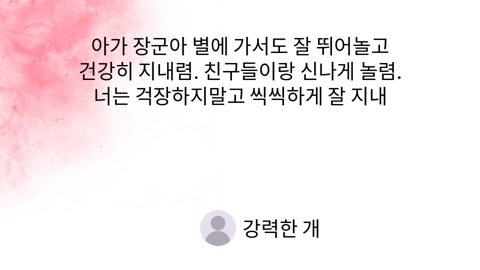 아가 장군아 별에 가서도 잘 뛰어놀고
건강히 지내렴. 친구들이랑 신나게 놀렴.
너는 걱장하지말고 씩씩하게 잘 지내
강력한 개